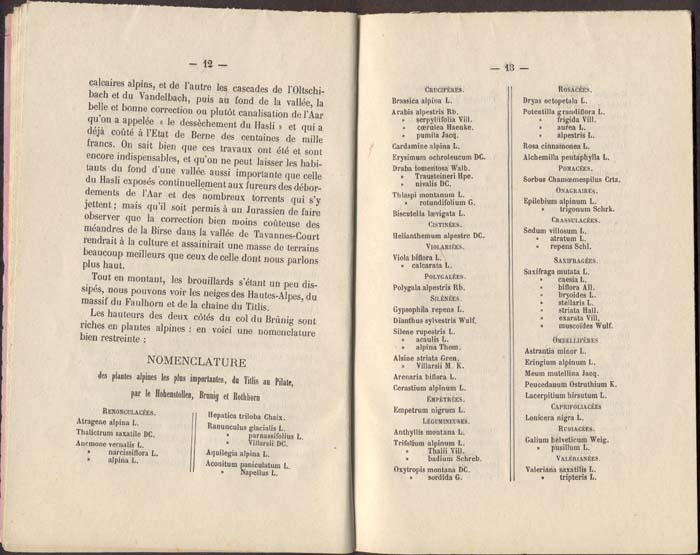 — 12 —
calcaires alpins, et de l'autre les cascades de l'Oltschi-
bach et du Vandelbach, puis au fond de la vallée, la
belle et bonne correction ou plutôt canalisation de l'Aar
qu'on a appelée « le dessèchement du Hasli » et qui a
déjà coûté à l'Etat de Berne des centaines de mille
francs. On sait bien que ces travaux ont été et sont
encore indispensables, et qu'on ne peut laisser les habi-
tants du fond d'une vallée aussi importante que celle
du Hasli exposés continuellement aux fureurs des débor-
dements de l'Aar et des nombreux torrents qui s'y
jettent; mais qu'il soit permis à un Jurassien de faire
observer que la correction bien moins coûteuse des
méandres de la Birse dans la vallée de Tavannes-Court
rendrait à la culture et assainirait une masse de terrains
beaucoup meilleurs que ceux de celle dont nous parlons
plus haut.
Tout en montant, les brouillards s'étant un peu dis-
sipés, nous pouvons voir les neiges des Hautes-Alpes, du
massif du Faulhorn et de la chaîne du Titlis.
Les hauteurs des deux côtés du col du Brünig sont
riches en plantes alpines : en voici une nomenclature
bien restreinte :
NOMENCLATURE
des plantes alpines les plus importantes, du Titlis au Pilate,
par le Hohenstollen, Brunig et Rothhorn
RENONCULACÉES.
Atragene alpina L.
Thalictrum saxatile DC.
Anemone vernalis L.
» narcissiflora L.
» alpina L.
Hepatica triloba Chaix.
Ranunculus glacialis L.
» parnassifolius L.
» Villarsii DC.
Aquilegia alpina L.
Aconitum paniculatum L.
» Napellus L.
— 13 —
CRUCIFÈRES.
Brassica alpina L.
Arabis alpestris Rb.
» serpyllifolia Vill.
» cœrulea Haenke.
» pumila Jacq.
Cardamine alpina L.
Erysimum ochroleucum DC.
Draba tomentosa Walb.
» Trausteineri Hpe.
» nivalis DC.
Thlaspi montanum L.
» rotundifolium G.
Biscutella lævigata L.
CISTINÉES.
Helianthemum alpestre DC.
VIOLARIÉES.
Viola biflora L.
» calcarata L.
POLYGALÉES.
Polygala alpestris Rb.
SILÉNÉES.
Gypsophila repens L.
Dianthus sylvestris Wulf.
Silene rupestris L.
» acaulis L.
» alpina Thom.
Alsine striata Gren.
» Villarsii M. K.
Arenaria biflora L.
Cerastium alpinum L.
EMPÉTRÉES.
Empetrum nigrum L.
LÉGUMINEUSES.
Anthyllis montana L.
Trifolium alpinum L.
» Thalii Vill.
» badium Schreb.
Oxytropis montana DC.
» sordida G.
ROSACÉES.
Dryas octopetala L.
Potentilla grandiflora L.
» frigida Vill.
» aurea L.
» alpestris L.
Rosa cinnamomea L.
Alchemilla pentaphylla L.
POMACÉES.
Sorbus Chamœmespilus Crtz.
ONAGRAIRES.
Epilobium alpinum L.
» trigonum Schrk.
CRASSULACÉES.
Sedum villosum L.
» atratum L.
» repens Schl.
SAXIFRAGÉES.
Saxifraga mutata L.
» cæsia L.
» biflora All.
» bryoides L.
» stellaris L.
» striata Hall.
» exarata Vill.
» muscoïdes Wulf.
OMBELLIFÈRES
Astrantia minor L.
Eringium alpinum L.
Meum mutellina Jacq.
Peucedanum Ostruthium K.
Lacerpitium hirsutum L.
CAPRIFOLIACÉES
Lonicera nigra L.
RUBIACÉES.
Galium helveticum Weig.
» pusillum L.
VALÉRIANÉES.
Valeriana saxatilis L.
» tripteris L.